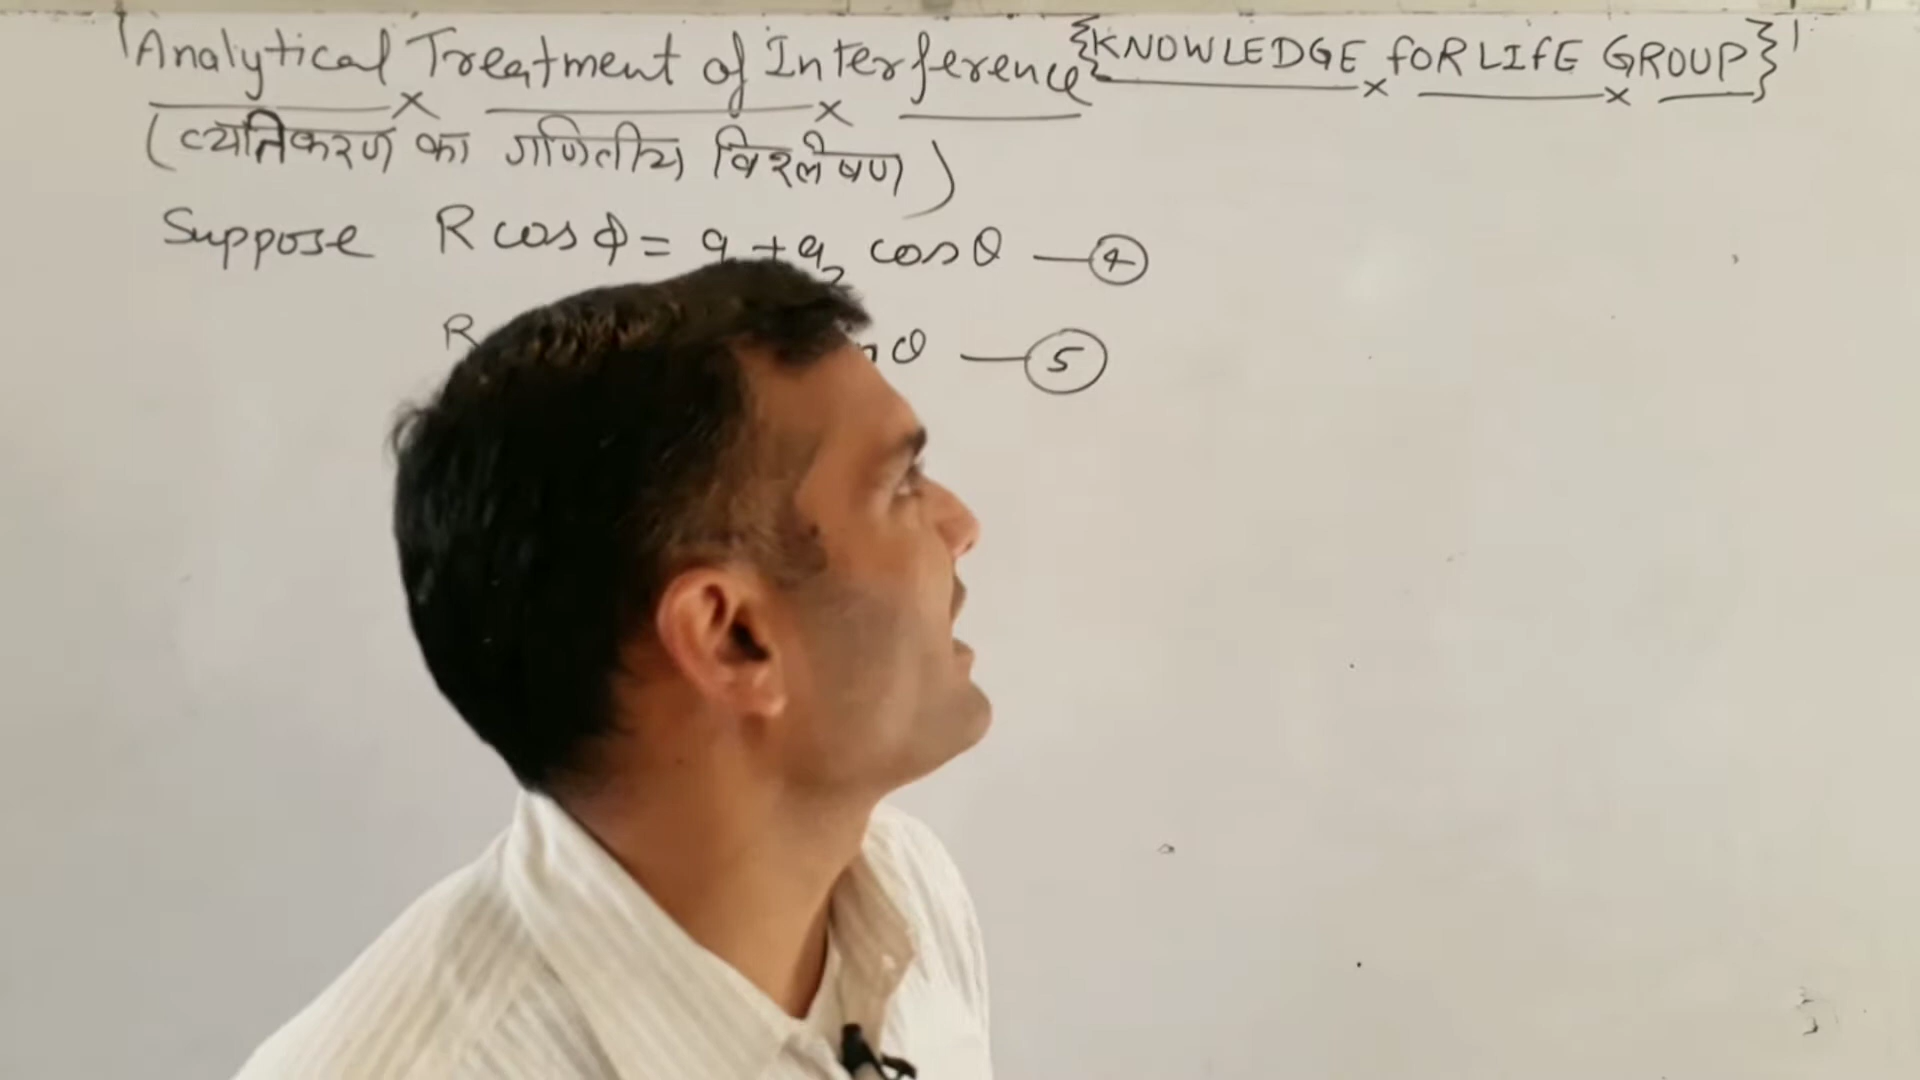 'Analytical Treatment of Interference {KNOWLEDGE fOR LIfE GROUP}'
(व्यतिकरण का गणितीय विश्लेषण)
Suppose R cos φ = a + a₂ cos θ — 4
R θ — 5